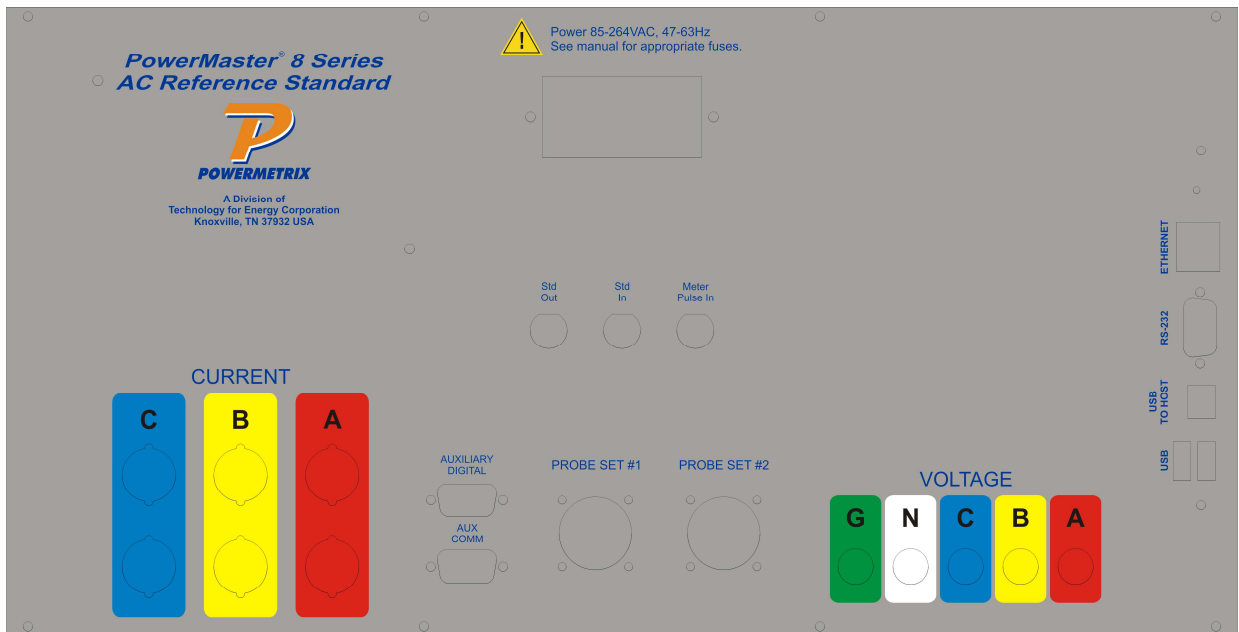 Power 85-264VAC, 47-63Hz
See manual for appropriate fuses.
!
PowerMaster® 8 Series
AC Reference Standard
P
POWERMETRIX
A Division of
Technology for Energy Corporation
Knoxville, TN 37932 USA
ETHERNET
Std
Out
Std
In
Meter
Pulse In
RS-232
CURRENT
C
B
A
USB
TO HOST
USB
AUXILIARY
DIGITAL
PROBE SET #1
PROBE SET #2
AUX
COMM
VOLTAGE
G
N
C
B
A